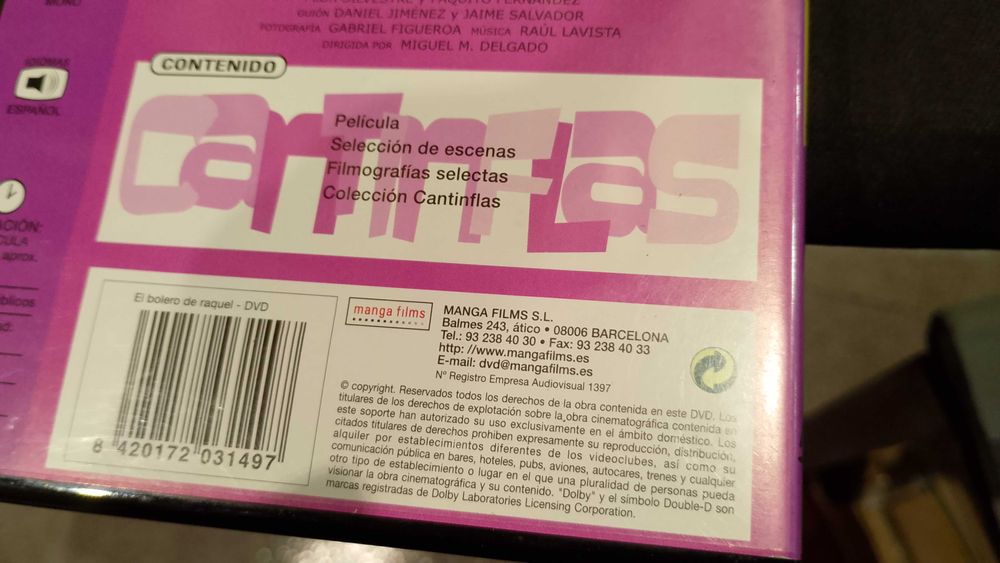 MONO
SILVESTRE y PAQUITO FERNÁNDEZ
GUIÓN DANIEL JIMÉNEZ y JAIME SALVADOR
FOTOGRAFÍA GABRIEL FIGUEROA MÚSICA RAÚL LAVISTA
DIRIGIDA POR MIGUEL M. DELGADO
IDIOMAS
ESPAÑOL
CONTENIDO
CANTINFLAS
Película
Selección de escenas
Filmografías selectas
Colección Cantinflas
aprox.
El bolero de raquel - DVD
8 420172 031497
manga films
MANGA FILMS S.L.
Balmes 243, ático • 08006 BARCELONA
Tel.: 93 238 40 30 • Fax: 93 238 40 33
http: //www.mangafilms.es
E-mail: dvd@mangafilms.es
Nº Registro Empresa Audiovisual 1397
© copyright. Reservados todos los derechos de la obra contenida en este DVD. Los
titulares de los derechos de explotación sobre la obra cinematográfica contenida en
este soporte han autorizado su uso exclusivamente en el ámbito doméstico. Los
citados titulares de derechos prohiben expresamente su reproducción, distribución,
alquiler por establecimientos diferentes de los videoclubes, así como su
comunicación pública en bares, hoteles, pubs, aviones, autocares, trenes y cualquier
otro tipo de establecimiento o lugar en el que una pluralidad de personas pueda
visionar la obra cinematográfica y su contenido. "Dolby" y el símbolo Double-D son
marcas registradas de Dolby Laboratories Licensing Corporation.